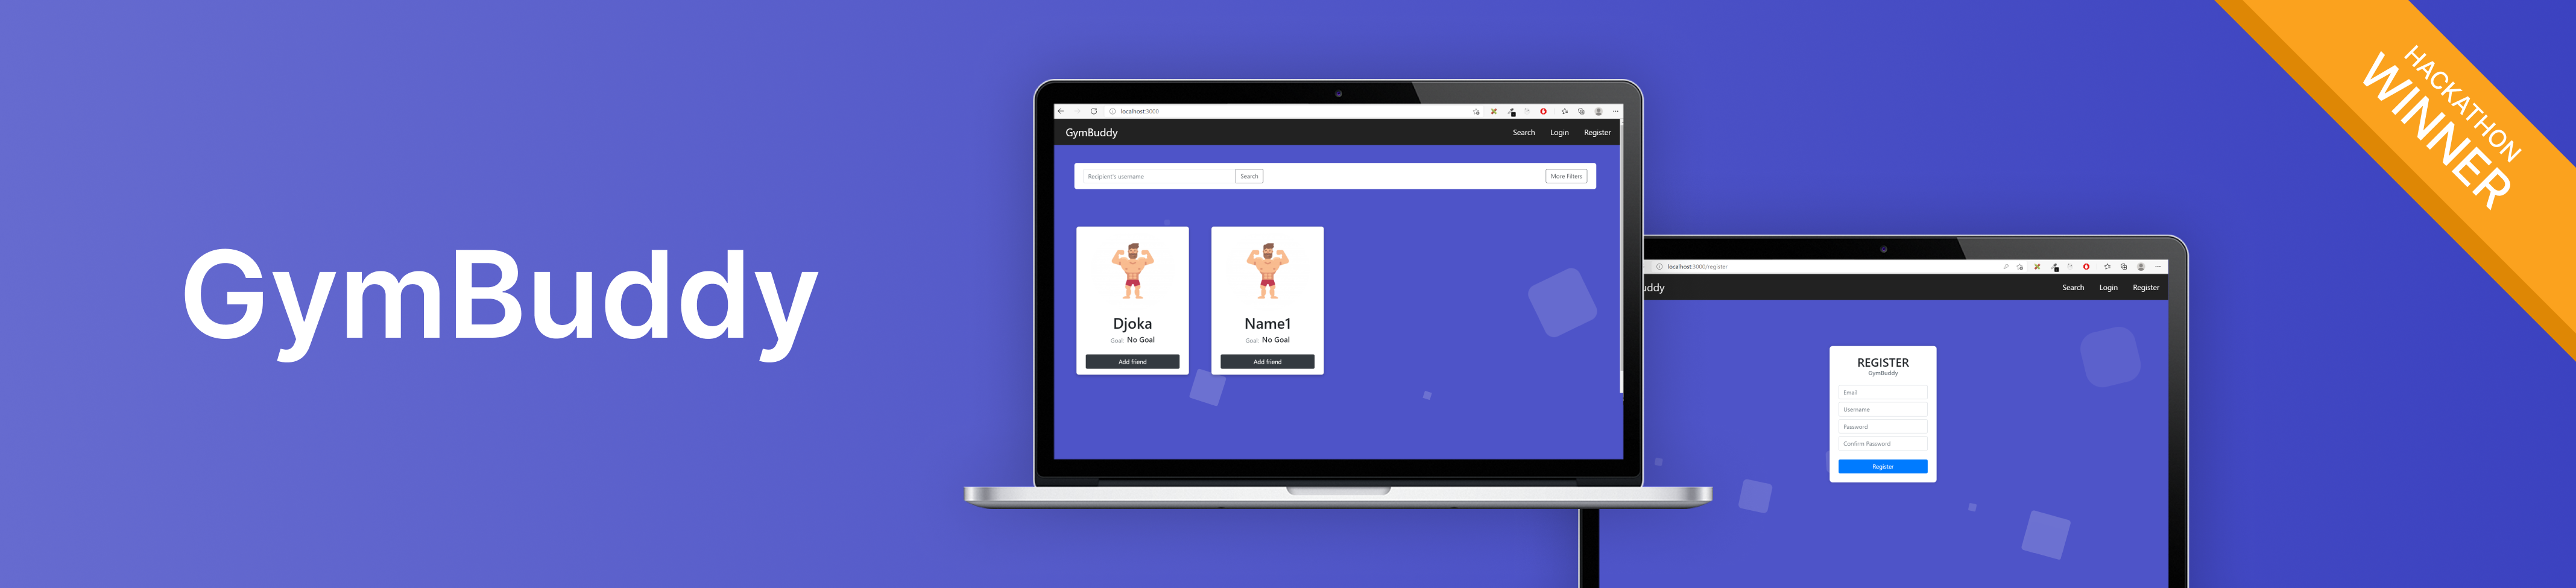 GymBuddy
localhost:3000
GymBuddy
Search
Login
Register
Recipient's username
Search
More Filters
Djoka
Goal: No Goal
Add friend
Name1
Goal: No Goal
Add friend
localhost:3000/register
uddy
Search
Login
Register
REGISTER
GymBuddy
Email
Username
Password
Confirm Password
Register
HACKATHON
WINNER